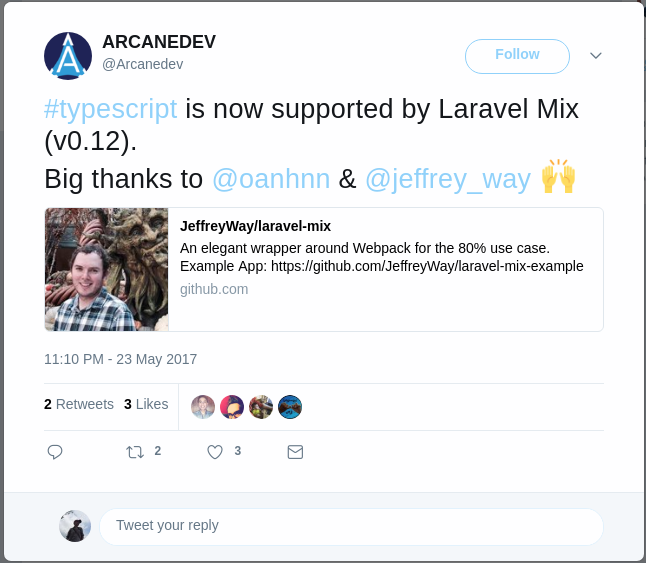 ARCANEDEV
@Arcanedev
Follow
#typescript is now supported by Laravel Mix
(v0.12).
Big thanks to @oanhnn & @jeffrey_way 🙌
JeffreyWay/laravel-mix
An elegant wrapper around Webpack for the 80% use case.
Example App: https://github.com/JeffreyWay/laravel-mix-example
github.com
11:10 PM - 23 May 2017
2 Retweets 3 Likes
2 3
Tweet your reply